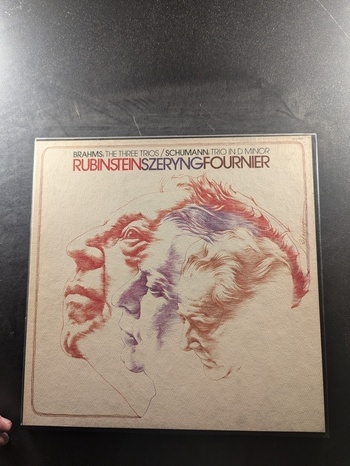 BRAHMS: THE THREE TRIOS / SCHUMANN: TRIO IN D MINOR
RUBINSTEINSZERYNGFOURNIER